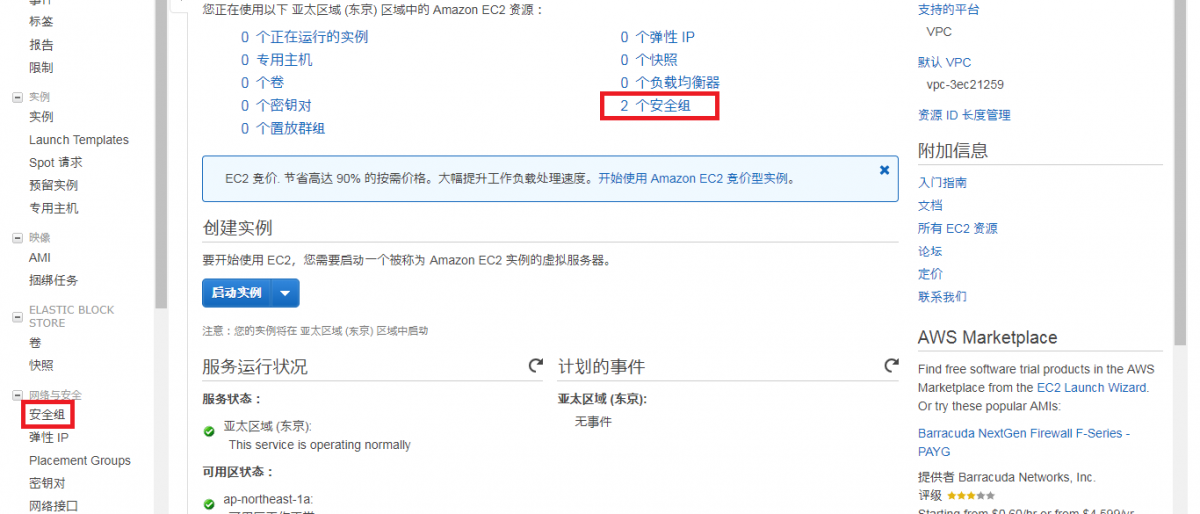 事件
标签
报告
限制
实例
实例
Launch Templates
Spot 请求
预留实例
专用主机
映像
AMI
捆绑任务
ELASTIC BLOCK
STORE
卷
快照
网络与安全
安全组
弹性 IP
Placement Groups
密钥对
网络接口
您正在使用以下 亚太区域 (东京) 区域中的 Amazon EC2 资源：
0 个正在运行的实例
0 专用主机
0 个卷
0 个密钥对
0 个置放群组
0 个弹性 IP
0 个快照
0 个负载均衡器
2 个安全组
EC2 竞价. 节省高达 90% 的按需价格。大幅提升工作负载处理速度。开始使用 Amazon EC2 竞价型实例。
创建实例
要开始使用 EC2，您需要启动一个被称为 Amazon EC2 实例的虚拟服务器。
启动实例
注意：您的实例将在 亚太区域 (东京) 区域中启动
服务运行状况
服务状态：
亚太区域 (东京):
This service is operating normally
可用区状态：
ap-northeast-1a:
可用区工作正常
计划的事件
亚太区域 (东京):
无事件
支持的平台
VPC
默认 VPC
vpc-3ec21259
资源 ID 长度管理
附加信息
入门指南
文档
所有 EC2 资源
论坛
定价
联系我们
AWS Marketplace
Find free software trial products in the AWS
Marketplace from the EC2 Launch Wizard.
Or try these popular AMIs:
Barracuda NextGen Firewall F-Series -
PAYG
提供者 Barracuda Networks, Inc.
评级
Starting from $0.60/hr or from $4,599/yr